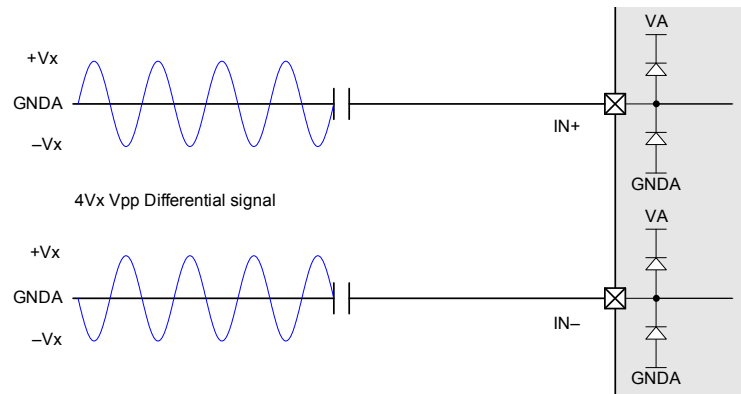 VA
+Vx
GNDA
–Vx
IN+
GNDA
4Vx Vpp Differential signal
VA
+Vx
GNDA
–Vx
IN–
GNDA